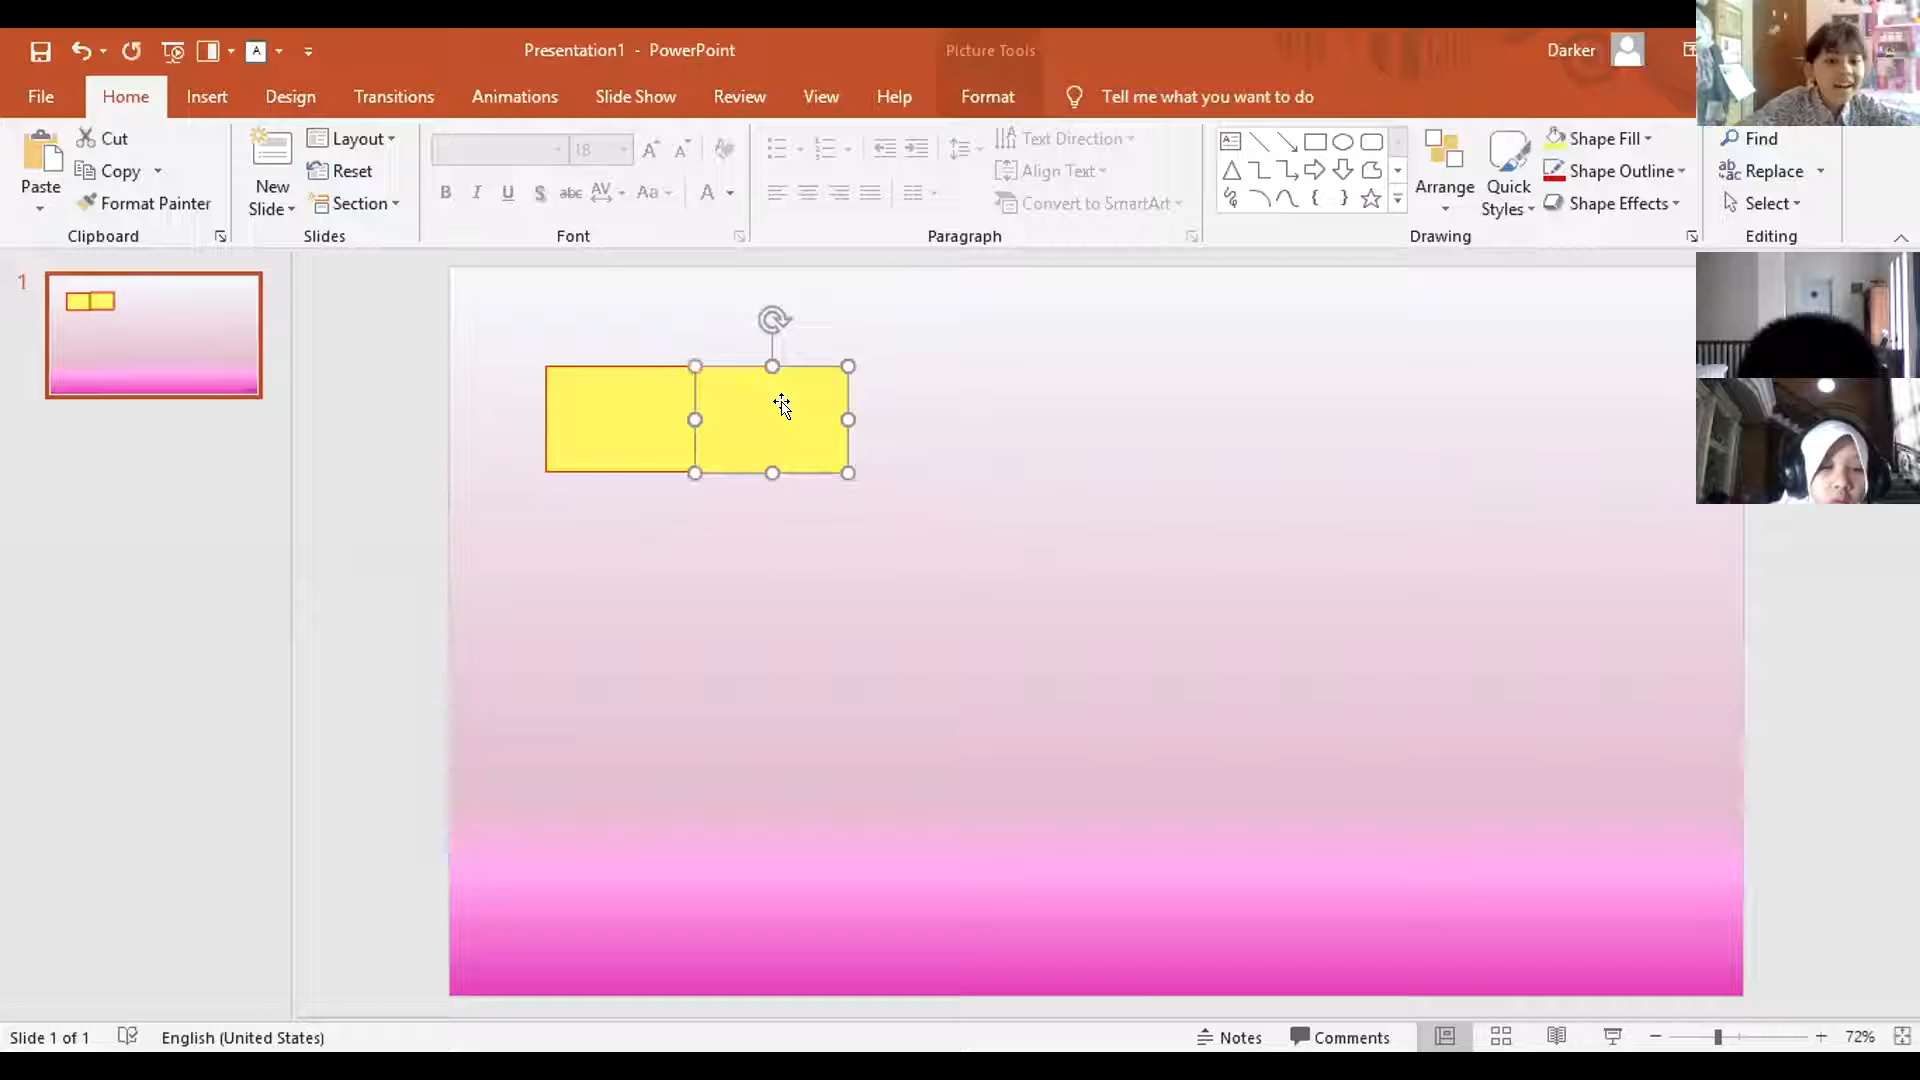 A
Presentation1 - PowerPoint
Picture Tools
Darker
File
Home
Insert
Design
Transitions
Animations
Slide Show
Review
View
Help
Format
Tell me what you want to do
Paste
Cut
Copy
Format Painter
Clipboard
New
Slide
Layout
Reset
Section
Slides
18
A A
B I U S abc AV Aa A
Font
Text Direction
Align Text
Convert to SmartArt
Paragraph
Arrange
Quick
Styles
Shape Fill
Shape Outline
Shape Effects
Drawing
Find
Replace
Select
Editing
1
Slide 1 of 1
English (United States)
Notes
Comments
72%